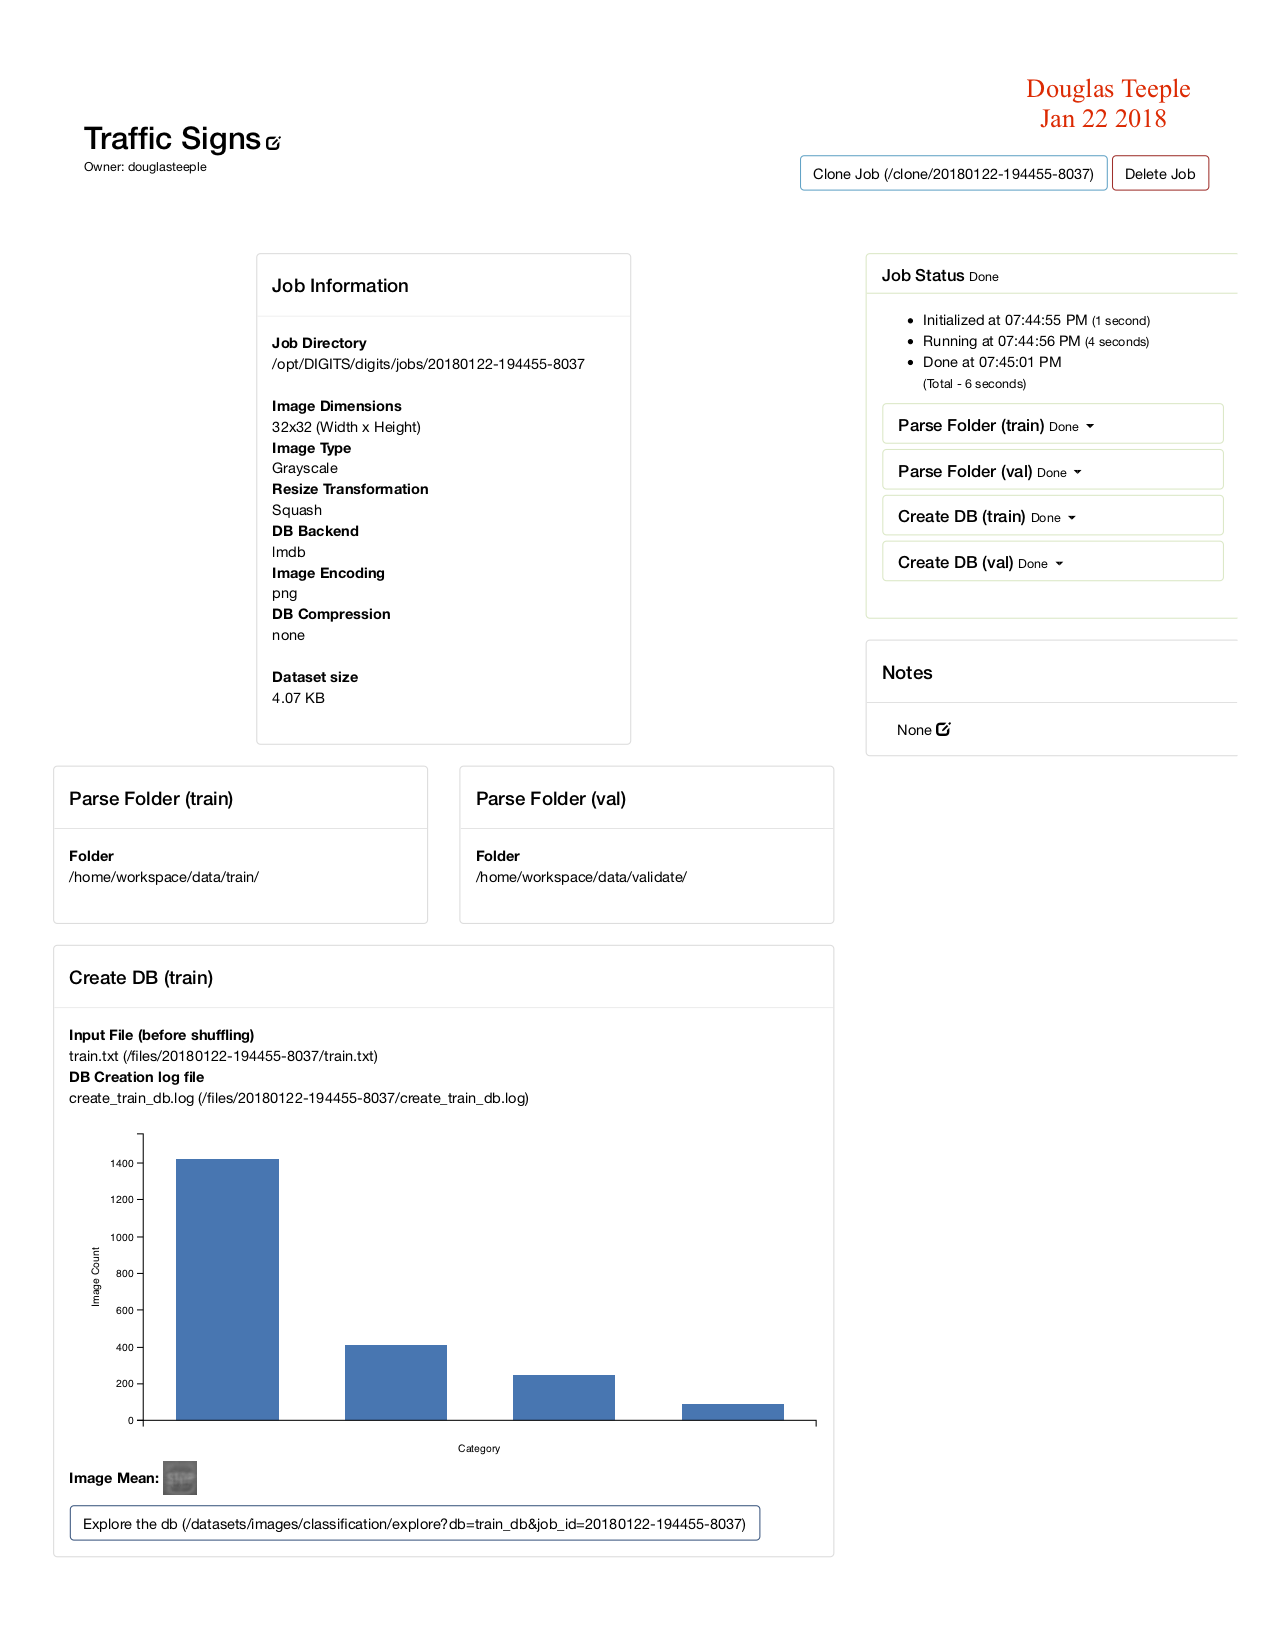 Douglas Teeple
Jan 22 2018
Traffic Signs
Owner: douglasteeple
Clone Job (/clone/20180122-194455-8037)
Delete Job
Job Information
Job Directory
/opt/DIGITS/digits/jobs/20180122-194455-8037
Image Dimensions
32x32 (Width x Height)
Image Type
Grayscale
Resize Transformation
Squash
DB Backend
lmdb
Image Encoding
png
DB Compression
none
Dataset size
4.07 KB
Job Status Done
Initialized at 07:44:55 PM (1 second)
Running at 07:44:56 PM (4 seconds)
Done at 07:45:01 PM
(Total - 6 seconds)
Parse Folder (train) Done
Parse Folder (val) Done
Create DB (train) Done
Create DB (val) Done
Notes
None
Parse Folder (train)
Folder
/home/workspace/data/train/
Parse Folder (val)
Folder
/home/workspace/data/validate/
Create DB (train)
Input File (before shuffling)
train.txt (/files/20180122-194455-8037/train.txt)
DB Creation log file
create_train_db.log (/files/20180122-194455-8037/create_train_db.log)
1400
1200
1000
800
600
400
200
0
Image Count
Category
Image Mean:
STOP
Explore the db (/datasets/images/classification/explore?db=train_db&job_id=20180122-194455-8037)